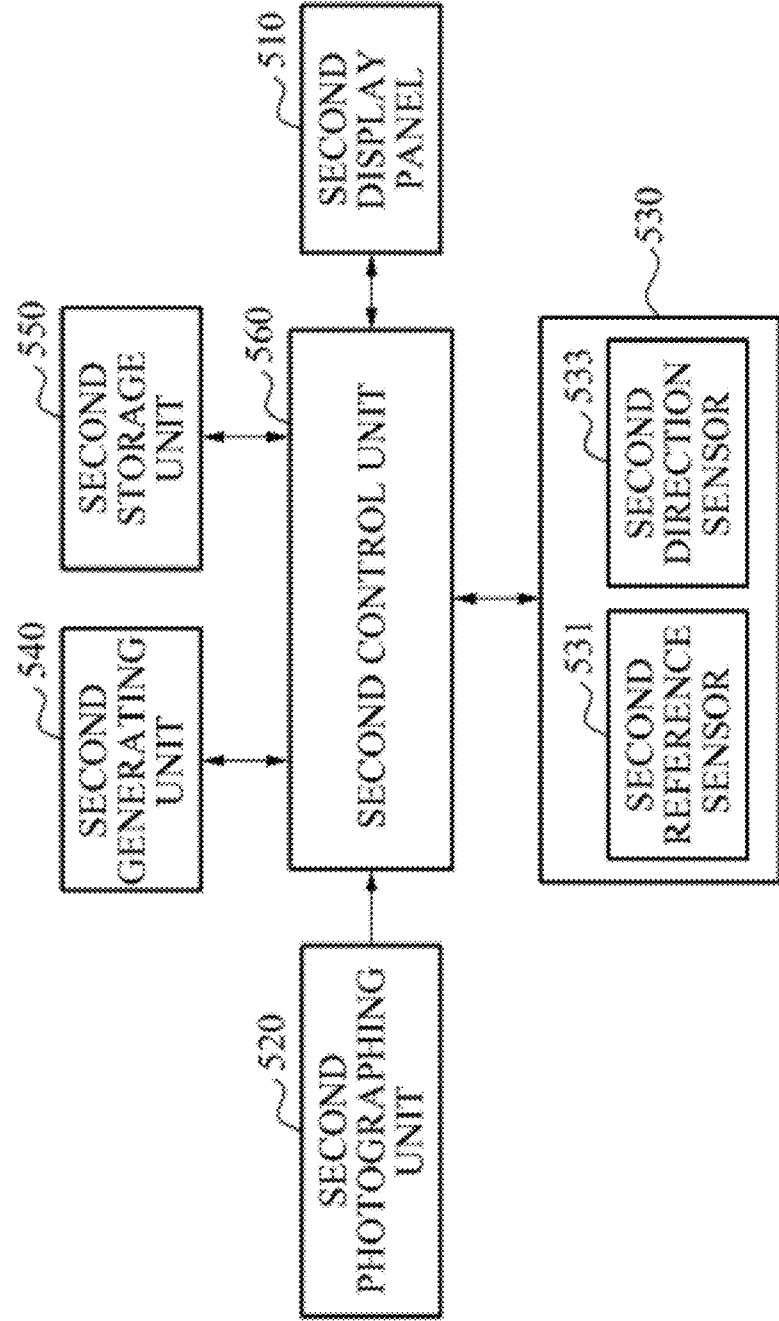 540
SECOND
GENERATING
UNIT
550
SECOND
STORAGE
UNIT
520
SECOND
PHOTOGRAPHING
UNIT
560
SECOND CONTROL UNIT
510
SECOND
DISPLAY
PANEL
530
531
SECOND
REFERENCE
SENSOR
533
SECOND
DIRECTION
SENSOR